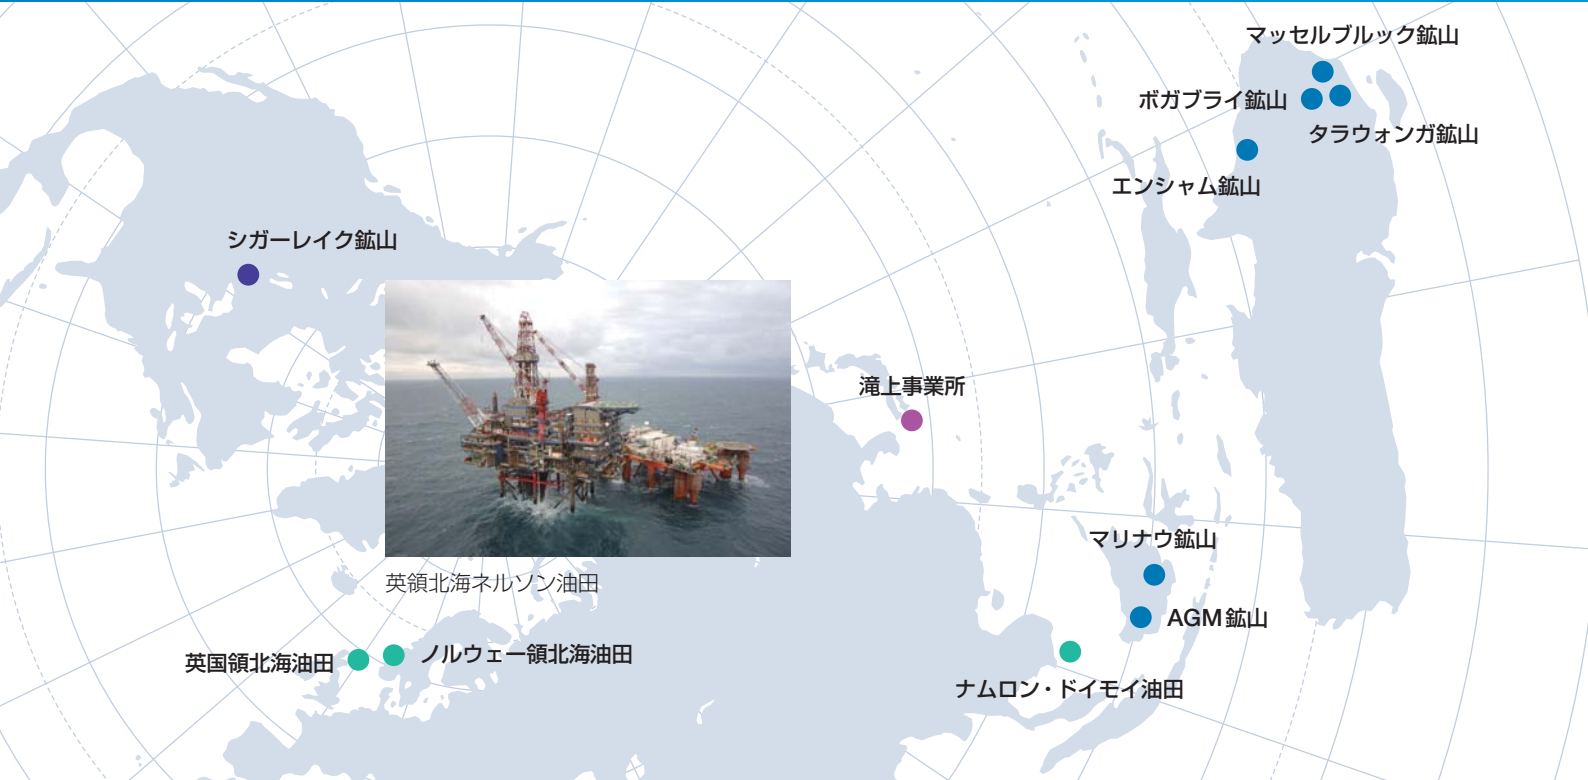 マッセルブルック鉱山
ボガブライ鉱山
タラウォンガ鉱山
エンシャム鉱山
シガーレイク鉱山
滝上事業所
マリナウ鉱山
英領北海ネルソン油田
AGM鉱山
英国領北海油田
ノルウェー領北海油田
ナムロン・ドイモイ油田